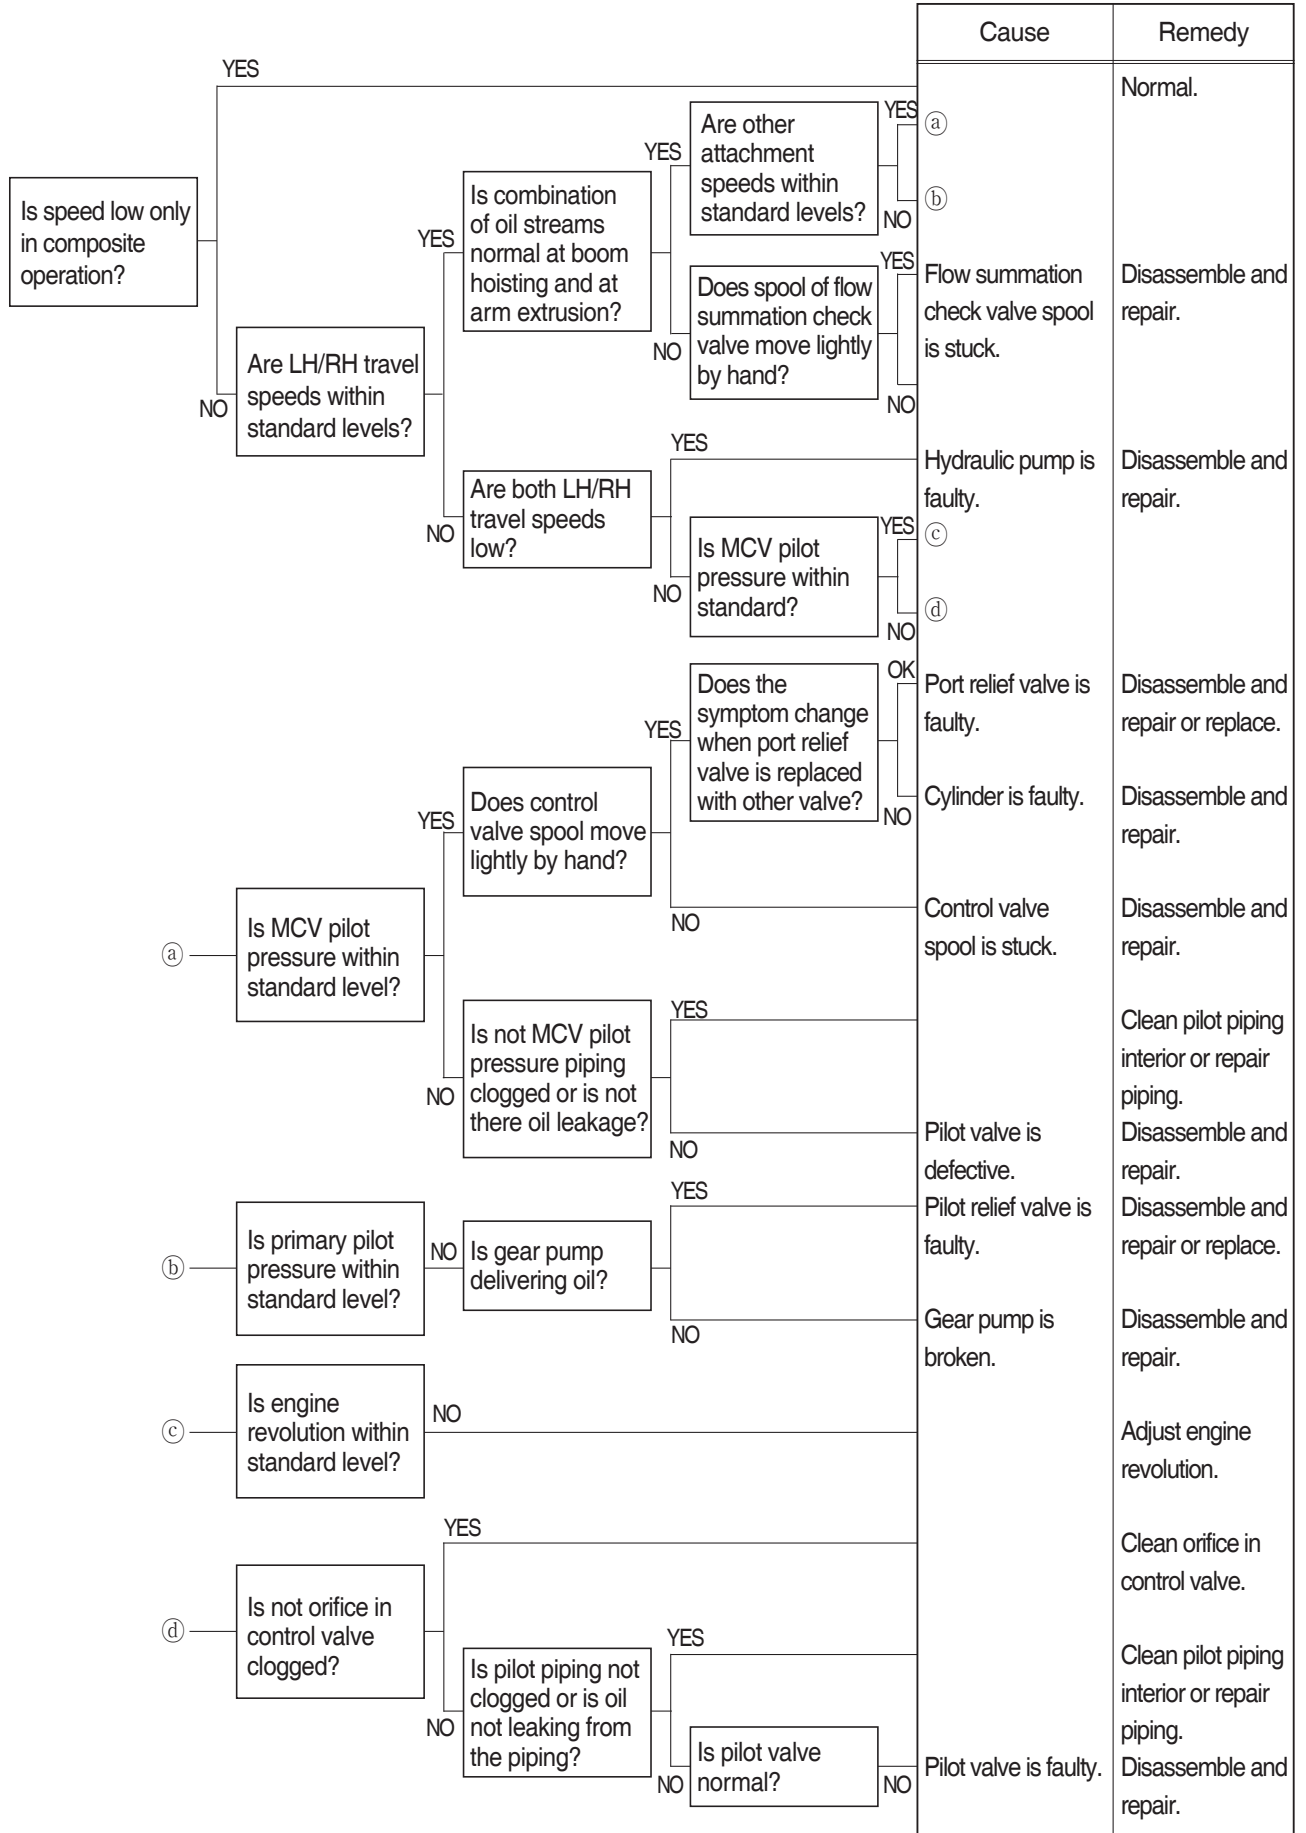 Cause
Remedy
YES
Normal.
Are other
attachment
speeds within
standard levels?
YES
ⓐ
ⓑ
NO
YES
Is combination
of oil streams
normal at boom
hoisting and at
arm extrusion?
YES
Is speed low only
in composite
operation?
Does spool of flow
summation check
valve move lightly
by hand?
YES
NO
NO
Flow summation
check valve spool
is stuck.
Disassemble and
repair.
Are LH/RH travel
speeds within
standard levels?
NO
YES
Hydraulic pump is
faulty.
Disassemble and
repair.
Are both LH/RH
travel speeds
low?
NO
Is MCV pilot
pressure within
standard?
YES
ⓒ
NO
ⓓ
NO
Does the
symptom change
when port relief
valve is replaced
with other valve?
OK
Port relief valve is
faulty.
Disassemble and
repair or replace.
YES
NO
Cylinder is faulty.
Disassemble and
repair.
Does control
valve spool move
lightly by hand?
YES
NO
Control valve
spool is stuck.
Disassemble and
repair.
ⓐ
Is MCV pilot
pressure within
standard level?
Is not MCV pilot
pressure piping
clogged or is not
there oil leakage?
NO
YES
Clean pilot piping
interior or repair
piping.
NO
Pilot valve is
defective.
Disassemble and
repair.
ⓑ
Is primary pilot
pressure within
standard level?
NO
Is gear pump
delivering oil?
YES
Pilot relief valve is
faulty.
Disassemble and
repair or replace.
NO
Gear pump is
broken.
Disassemble and
repair.
ⓒ
Is engine
revolution within
standard level?
NO
Adjust engine
revolution.
ⓓ
Is not orifice in
control valve
clogged?
YES
Clean orifice in
control valve.
NO
Is pilot piping not
clogged or is oil
not leaking from
the piping?
YES
Clean pilot piping
interior or repair
piping.
NO
Is pilot valve
normal?
NO
Pilot valve is faulty.
Disassemble and
repair.